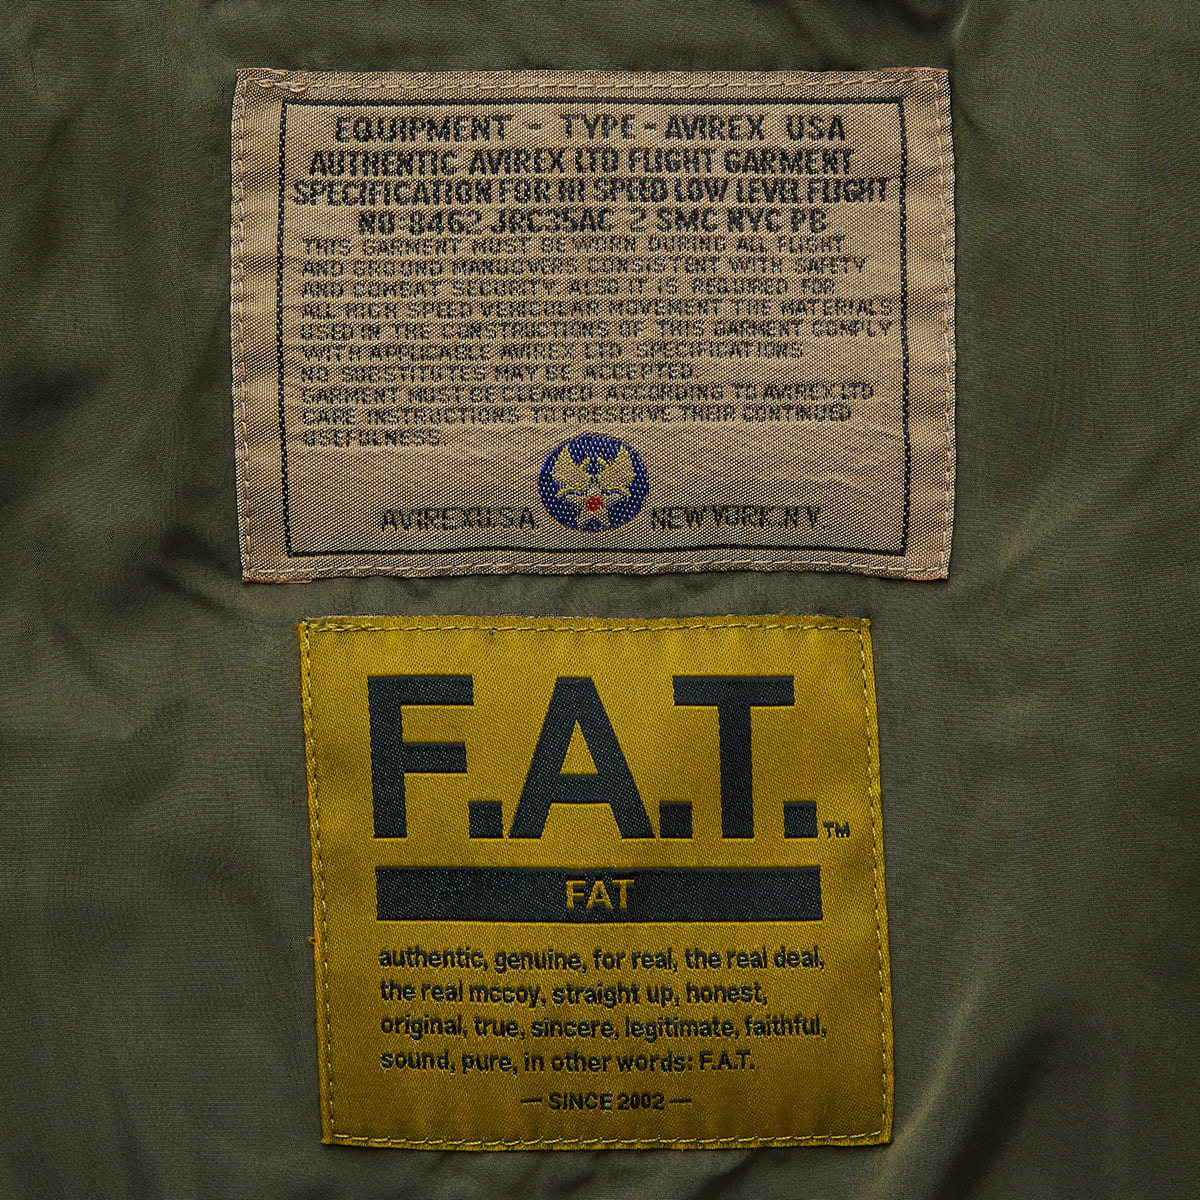 EQUIPMENT - TYPE - AVIREX USA
AUTHENTIC AVIREX LTD FLIGHT GARMENT
SPECIFICATION FOR HI SPEED LOW LEVEL FLIGHT
NO 8462 JRC35AC 2 SMC NYC PB
THIS GARMENT MUST BE WORN DURING ALL FLIGHT
AND GROUND MANGOVERS CONSISTENT WITH SAFETY
AND COMBAT SECURITY. ALSO IT IS REQUIRED FOR
ALL HIGH SPEED VEHICULAR MOVEMENT THE MATERIALS
USED IN THE CONSTRUCTIONS OF THIS GARMENT COMPLY
WITH APPLICABLE AVIREX LTD SPECIFICATIONS
NO SUBSTITUTES MAY BE ACCEPTED.
GARMENT MUST BE CLEANED ACCORDING TO AVIREX LTD
CARE INSTRUCTIONS TO PRESERVE THEIR CONTINUED
USEFULNESS.
AVIREX U.S.A NEW YORK .N Y.
F.A.T.™
FAT
authentic, genuine, for real, the real deal,
the real mccoy, straight up, honest,
original, true, sincere, legitimate, faithful,
sound, pure, in other words: F.A.T.
— SINCE 2002 —